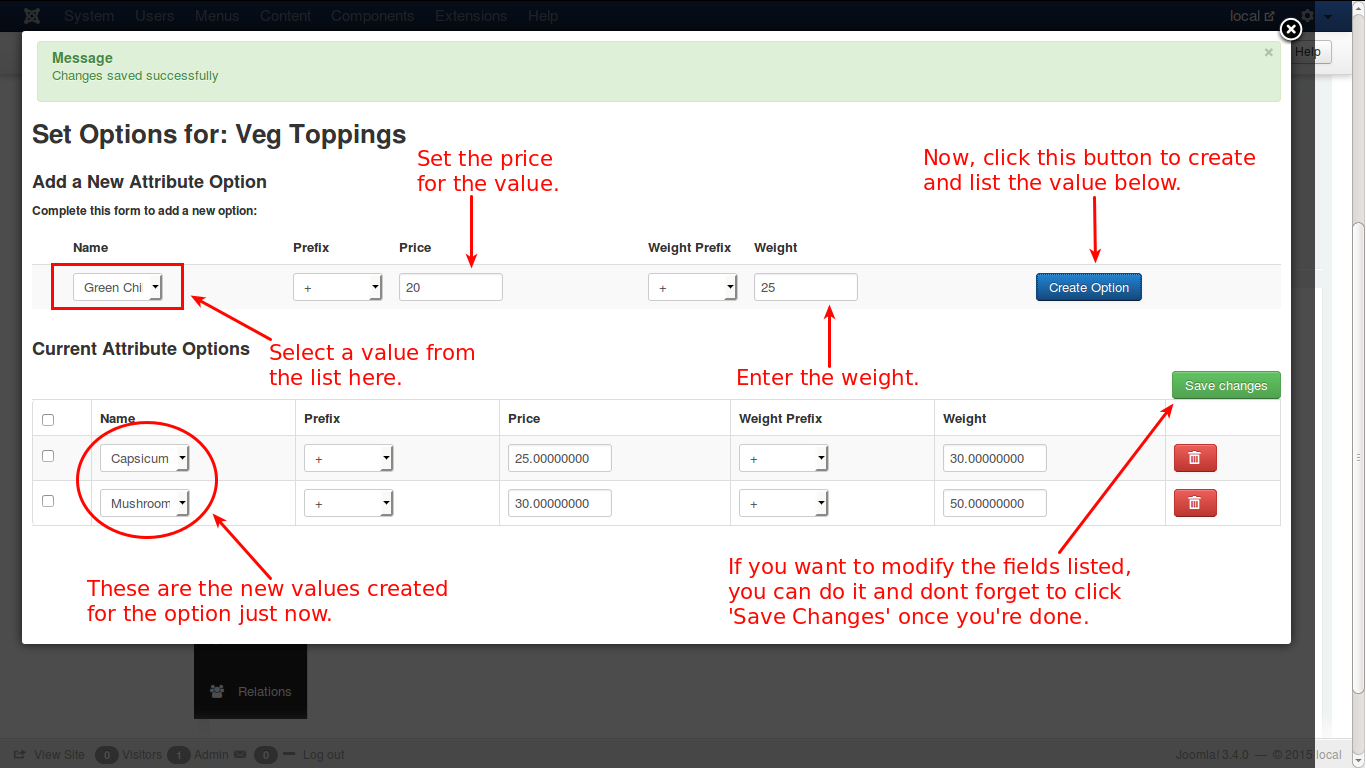 System Users Menus Content Components Extensions Help local
Help
Message
×
Changes saved successfully
Set Options for: Veg Toppings
Set the price
for the value.
Now, click this button to create
and list the value below.
Add a New Attribute Option
Complete this form to add a new option:
Name Prefix Price Weight Prefix Weight
Green Chi + 20 + 25 Create Option
Current Attribute Options
Select a value from
the list here.
Enter the weight.
Save changes
Name Prefix Price Weight Prefix Weight
Capsicum + 25.00000000 + 30.00000000
Mushroom + 30.00000000 + 50.00000000
These are the new values created
for the option just now.
If you want to modify the fields listed,
you can do it and dont forget to click
'Save Changes' once you're done.
Relations
View Site 0 Visitors 1 Admin 0 Log out Joomla! 3.4.0 — © 2015 local